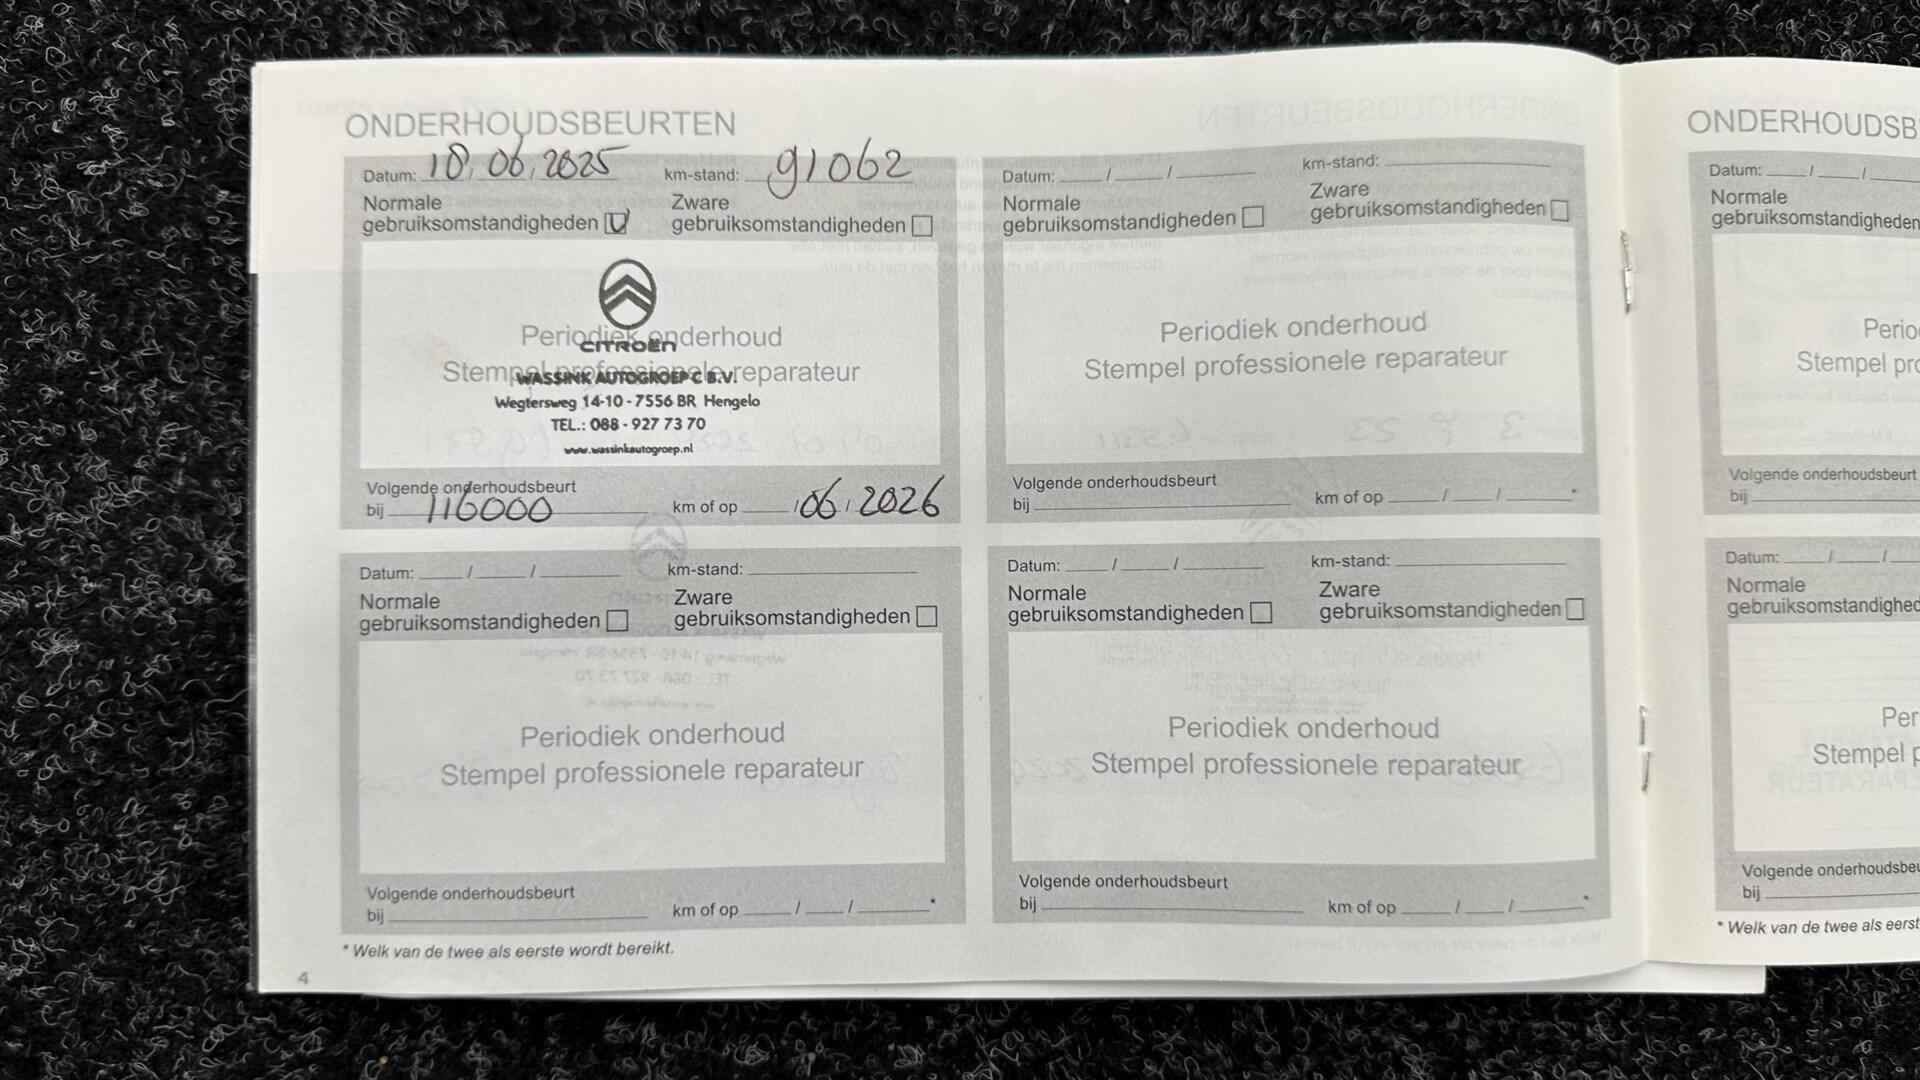 ONDERHOUDSBEURTEN
Datum: 18, 06, 2025 km-stand: 91062
Normale Zware
gebruiksomstandigheden gebruiksomstandigheden
CITROËN
Periodiek onderhoud
Stempel professionele reparateur
WASSINK AUTOGROEP C B.V.
Wegtersweg 14-10 - 7556 BR Hengelo
TEL.: 088 - 927 73 70
www.wassinkautogroep.nl
Volgende onderhoudsbeurt
bij 116000 km of op / 06 / 2026
Datum: / / km-stand:
Normale Zware
gebruiksomstandigheden gebruiksomstandigheden
Periodiek onderhoud
Stempel professionele reparateur
Volgende onderhoudsbeurt
bij km of op / / *
Datum: / / km-stand:
Normale Zware
gebruiksomstandigheden gebruiksomstandigheden
Periodiek onderhoud
Stempel professionele reparateur
Volgende onderhoudsbeurt
bij km of op / / *
Datum: / / km-stand:
Normale Zware
gebruiksomstandigheden gebruiksomstandigheden
Periodiek onderhoud
Stempel professionele reparateur
Volgende onderhoudsbeurt
bij km of op / / *
* Welk van de twee als eerste wordt bereikt.
4
ONDERHOUDSB
Datum: / /
Normale
gebruiksomstandigheden
Perio
Stempel pro
Volgende onderhoudsbeurt
bij
Datum: / /
Normale
gebruiksomstandighed
Per
Stempel p
Volgende onderhoudsbeu
bij
* Welk van de twee als eerst